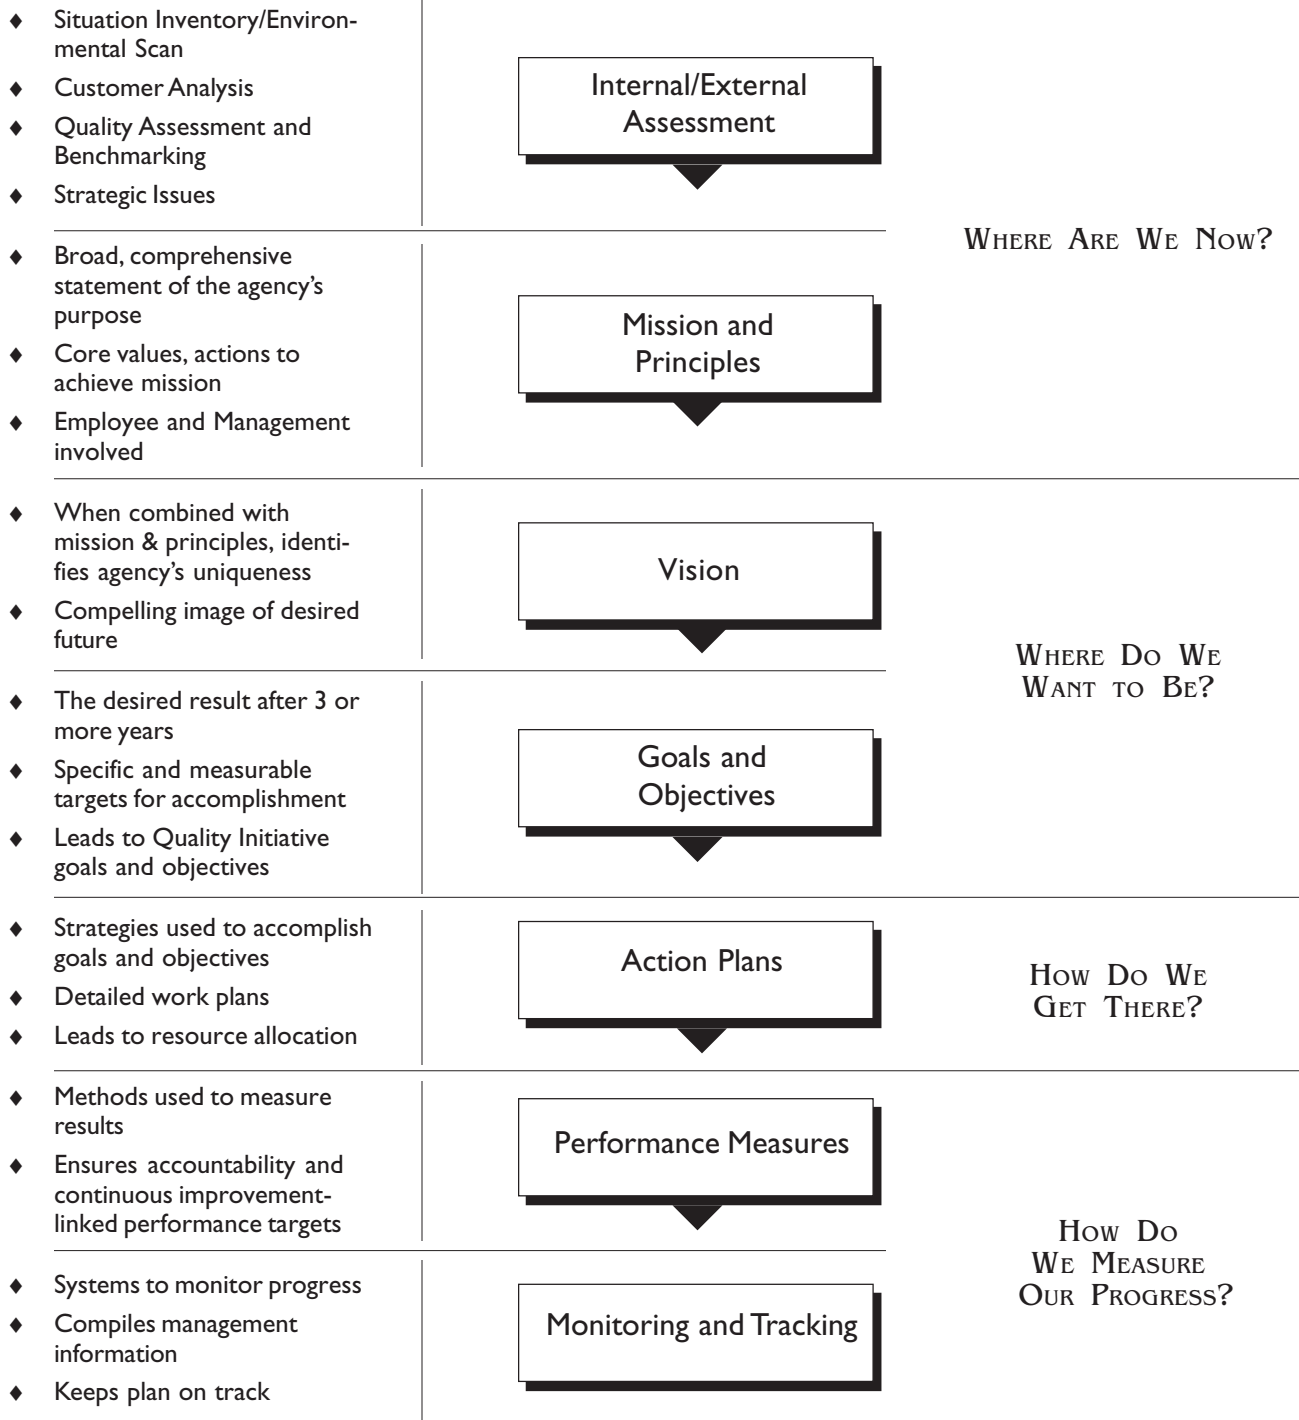 ♦ Situation Inventory/Environ-
mental Scan
♦ Customer Analysis
♦ Quality Assessment and
Benchmarking
♦ Strategic Issues
Internal/External
Assessment
WHERE ARE WE NOW?
♦ Broad, comprehensive
statement of the agency's
purpose
♦ Core values, actions to
achieve mission
♦ Employee and Management
involved
Mission and
Principles
♦ When combined with
mission & principles, identi-
fies agency's uniqueness
♦ Compelling image of desired
future
Vision
WHERE DO WE
WANT TO BE?
♦ The desired result after 3 or
more years
♦ Specific and measurable
targets for accomplishment
♦ Leads to Quality Initiative
goals and objectives
Goals and
Objectives
♦ Strategies used to accomplish
goals and objectives
♦ Detailed work plans
♦ Leads to resource allocation
Action Plans
HOW DO WE
GET THERE?
♦ Methods used to measure
results
♦ Ensures accountability and
continuous improvement-
linked performance targets
Performance Measures
HOW DO
WE MEASURE
OUR PROGRESS?
♦ Systems to monitor progress
♦ Compiles management
information
♦ Keeps plan on track
Monitoring and Tracking